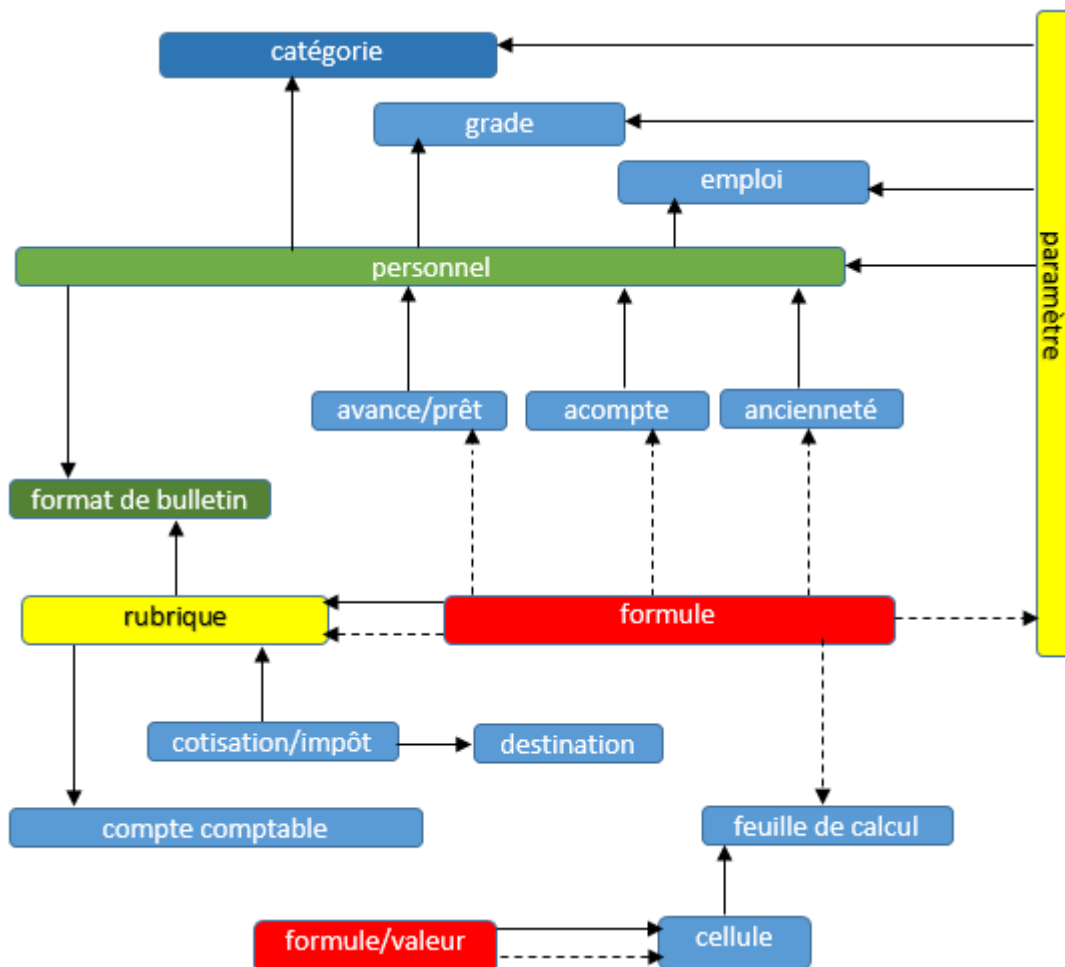 catégorie
grade
emploi
paramètre
personnel
avance/prêt
acompte
ancienneté
format de bulletin
rubrique
formule
cotisation/impôt
destination
compte comptable
feuille de calcul
formule/valeur
cellule